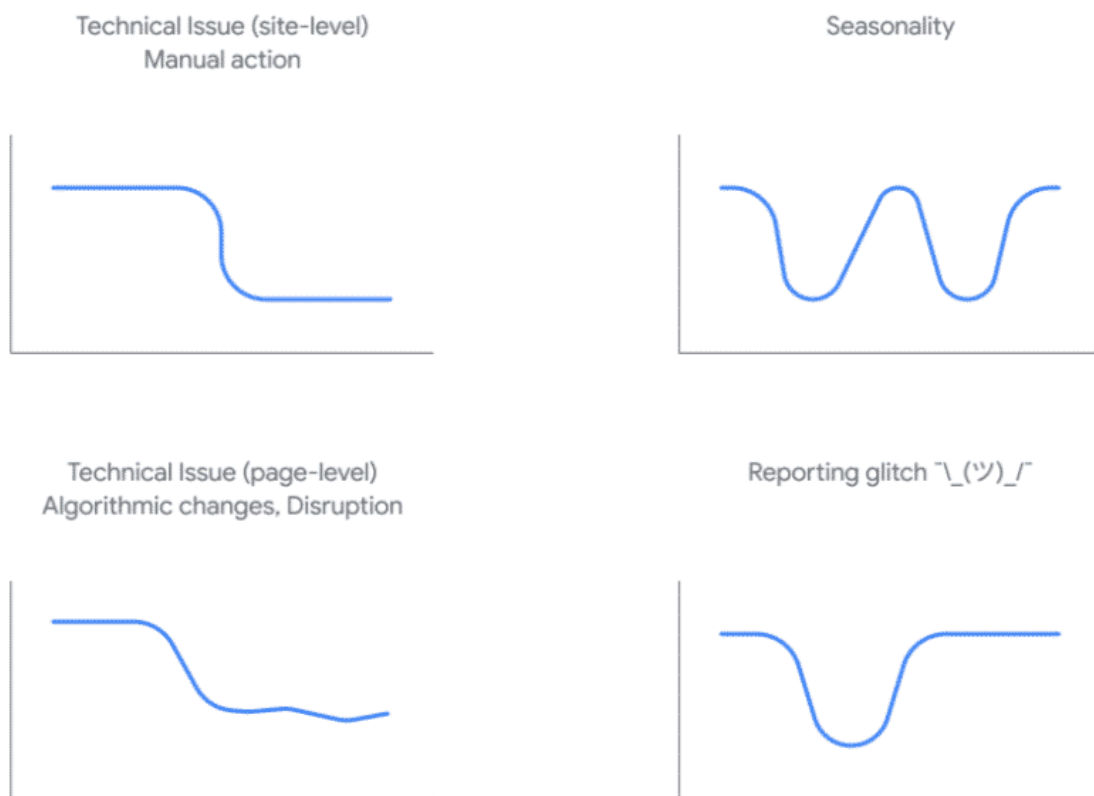 Technical Issue (site-level)
Manual action
Seasonality
Technical Issue (page-level)
Algorithmic changes, Disruption
Reporting glitch ¯\_(ツ)_/¯